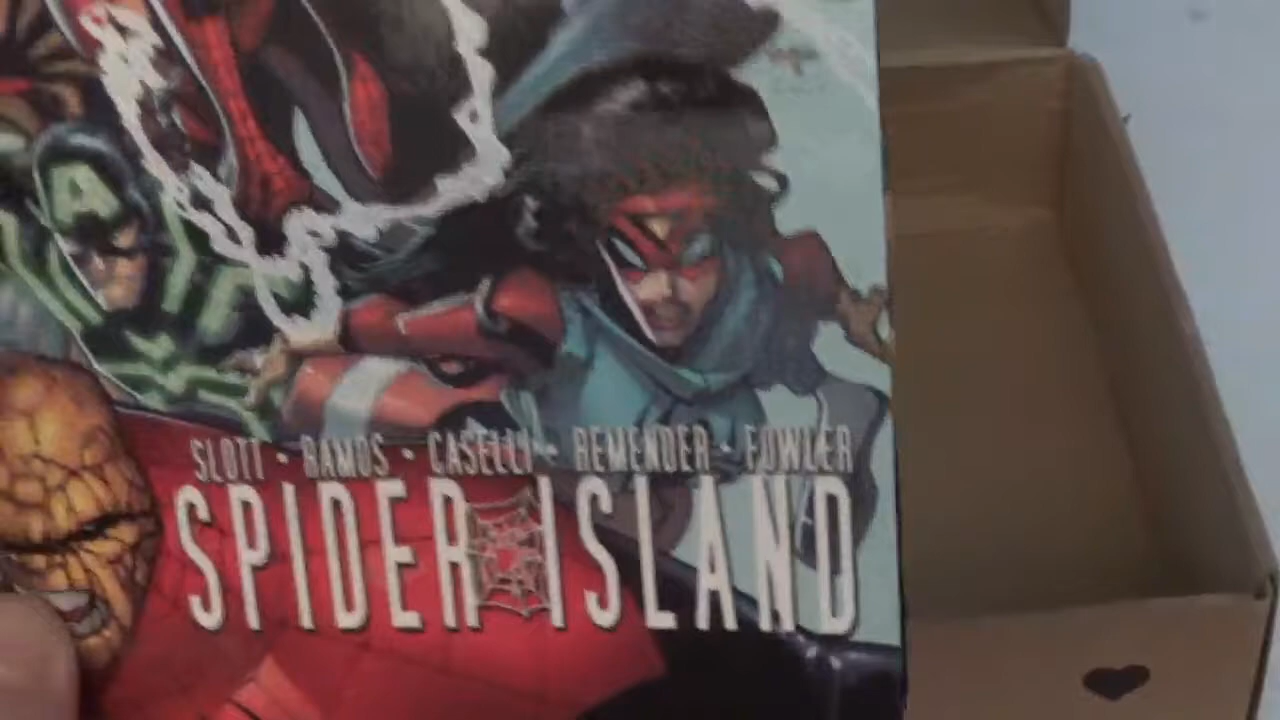 SLOTT • RAMOS • CASELLI • REMENDER • FOWLER
SPIDER ISLAND